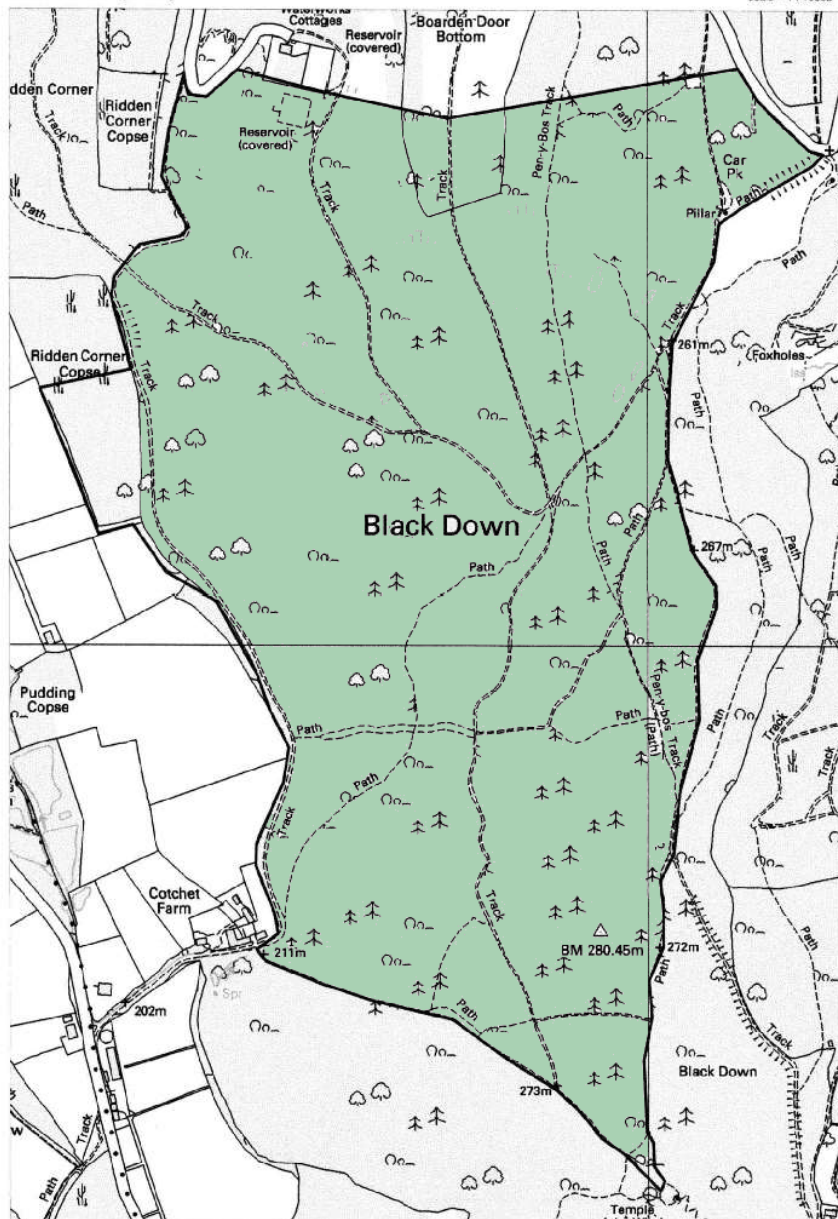 Waterworks
Cottages
Reservoir
(covered)
Boarden Door
Bottom
dden Corner
Ridden
Corner
Copse
Track
Reservoir
(covered)
Track
Track
Pen-y-Bos Track
Path
Car
Pk
Path
Pillar
Path
Path
Track
Track
261m
Foxholes
Ridden Corner
Copse
Track
Black Down
Path
Path
Path
267m
Path
Path
Pudding
Copse
Path
Path
Path
Pen-y-bos Track
(Path)
Path
Track
Track
Track
Path
Track
Cotchet
Farm
Track
BM 280.45m
211m
272m
Spr
Path
Path
202m
Track
Black Down
273m
Track
w
Path
Temple